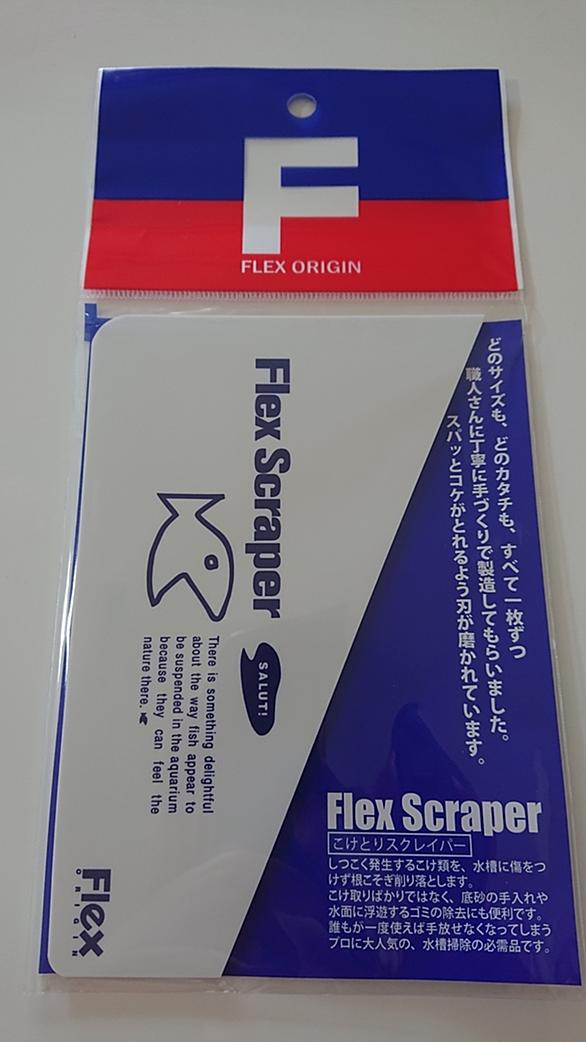 F
FLEX ORIGIN
どのサイズも、どのカタチも、すべて一枚ずつ
職人さんに丁寧に手づくりで製造してもらいました。
スパッとコケがとれるよう刃が磨かれています。
Flex Scraper
SALUT!
There is something delightful
about the way fish appear to
be suspended in the aquarium
because they can feel the
nature there.
Flex
ORIGIN
Flex Scraper
こけとりスクレイパー
しつこく発生するこけ類を、水槽に傷をつ
けず根こそぎ削り落とします。
こけ取りばかりではなく、底砂の手入れや
水面に浮遊するゴミの除去にも便利です。
誰もが一度使えば手放せなくなってしまう
プロに大人気の、水槽掃除の必需品です。